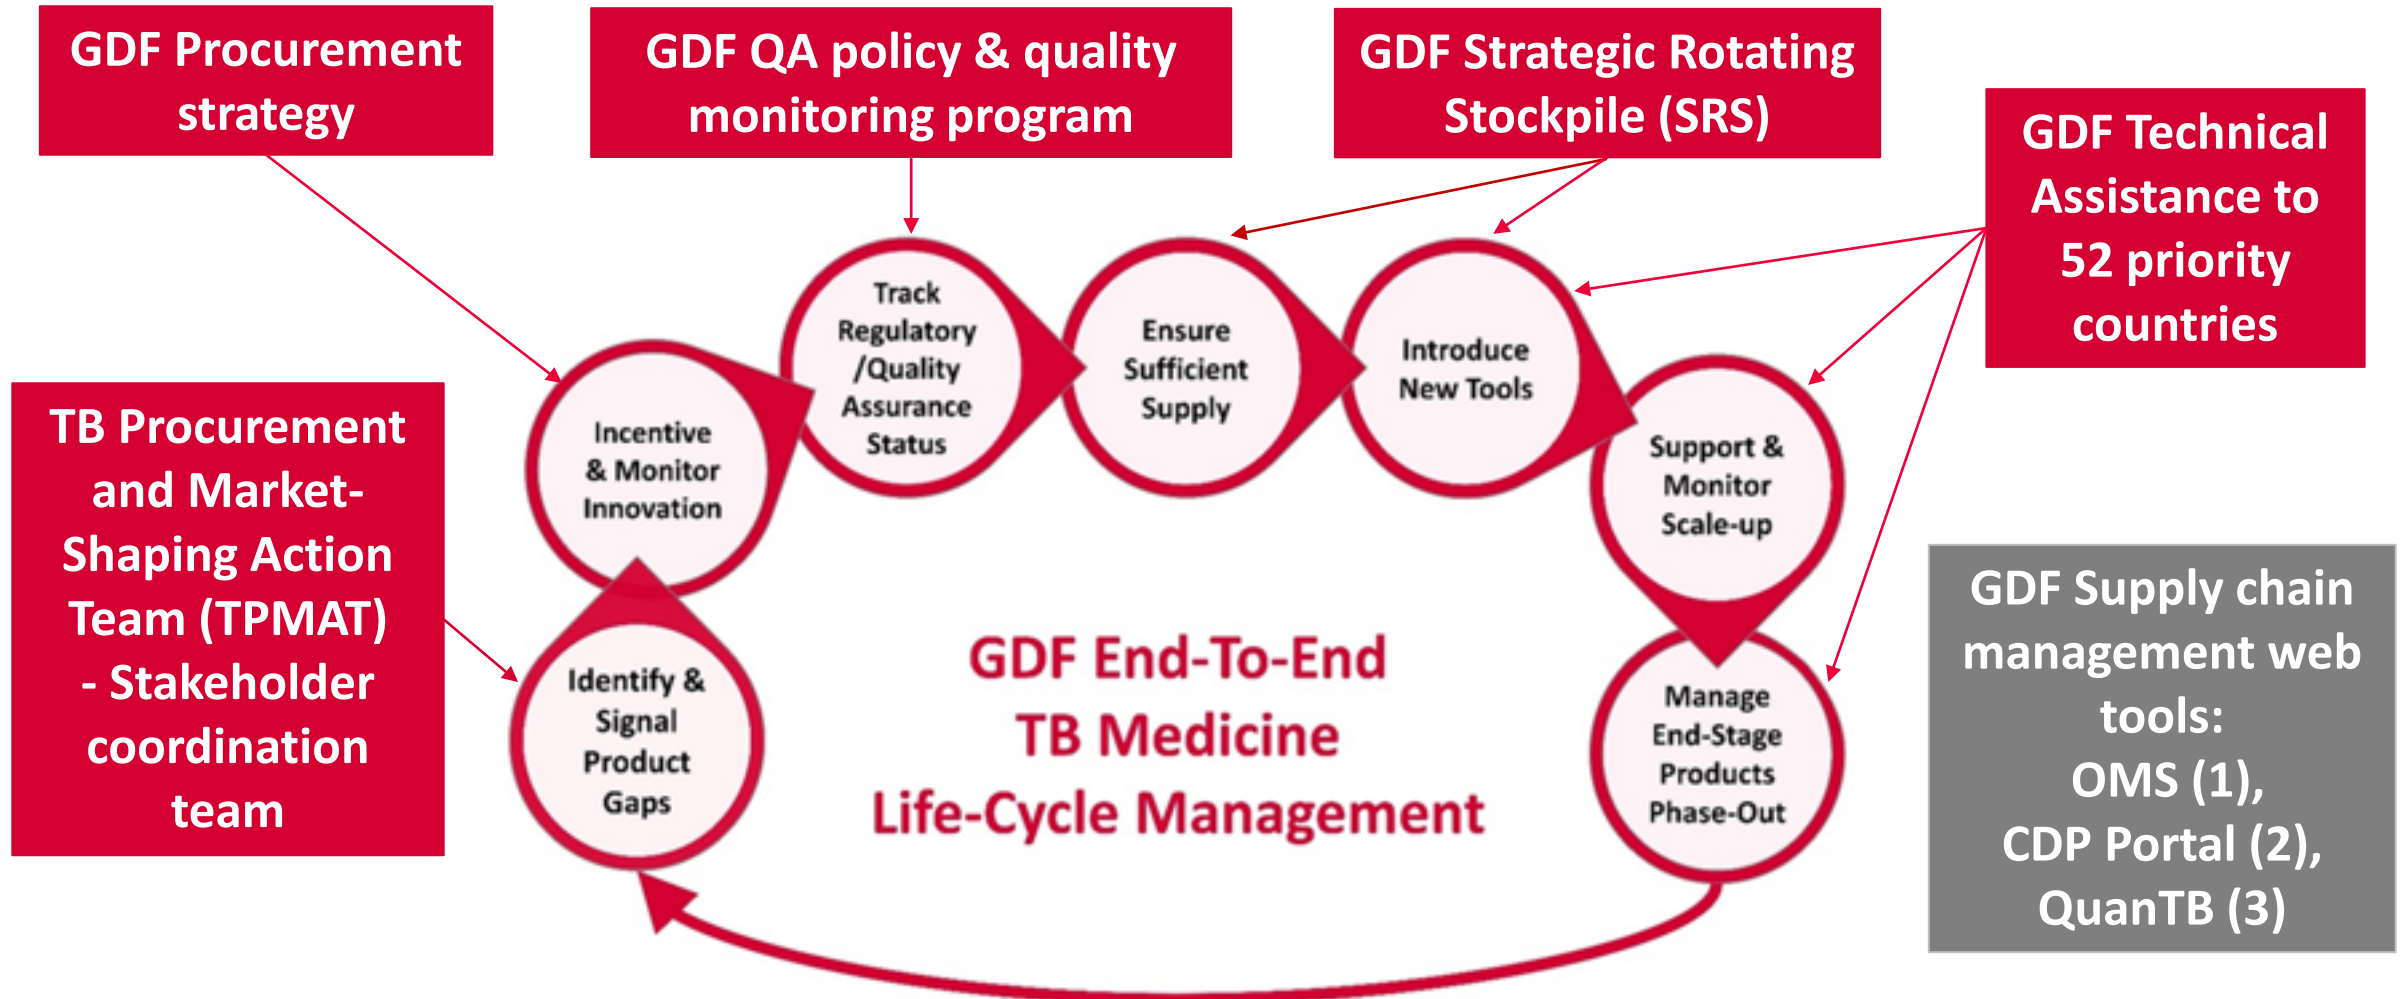 GDF Procurement
strategy
GDF QA policy & quality
monitoring program
GDF Strategic Rotating
Stockpile (SRS)
GDF Technical
Assistance to
52 priority
countries
TB Procurement
and Market-
Shaping Action
Team (TPMAT)
- Stakeholder
coordination
team
Identify &
Signal
Product
Gaps
Incentive
& Monitor
Innovation
Track
Regulatory
/Quality
Assurance
Status
Ensure
Sufficient
Supply
Introduce
New Tools
Support &
Monitor
Scale-up
Manage
End-Stage
Products
Phase-Out
GDF End-To-End
TB Medicine
Life-Cycle Management
GDF Supply chain
management web
tools:
OMS (1),
CDP Portal (2),
QuanTB (3)